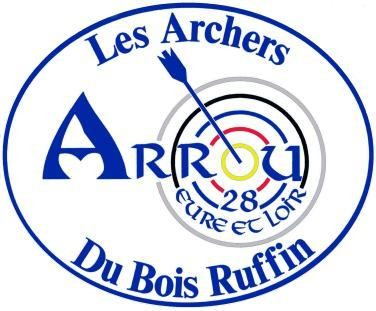 Les Archers
ARROU
28
EURE ET LOIR
Du Bois Ruffin